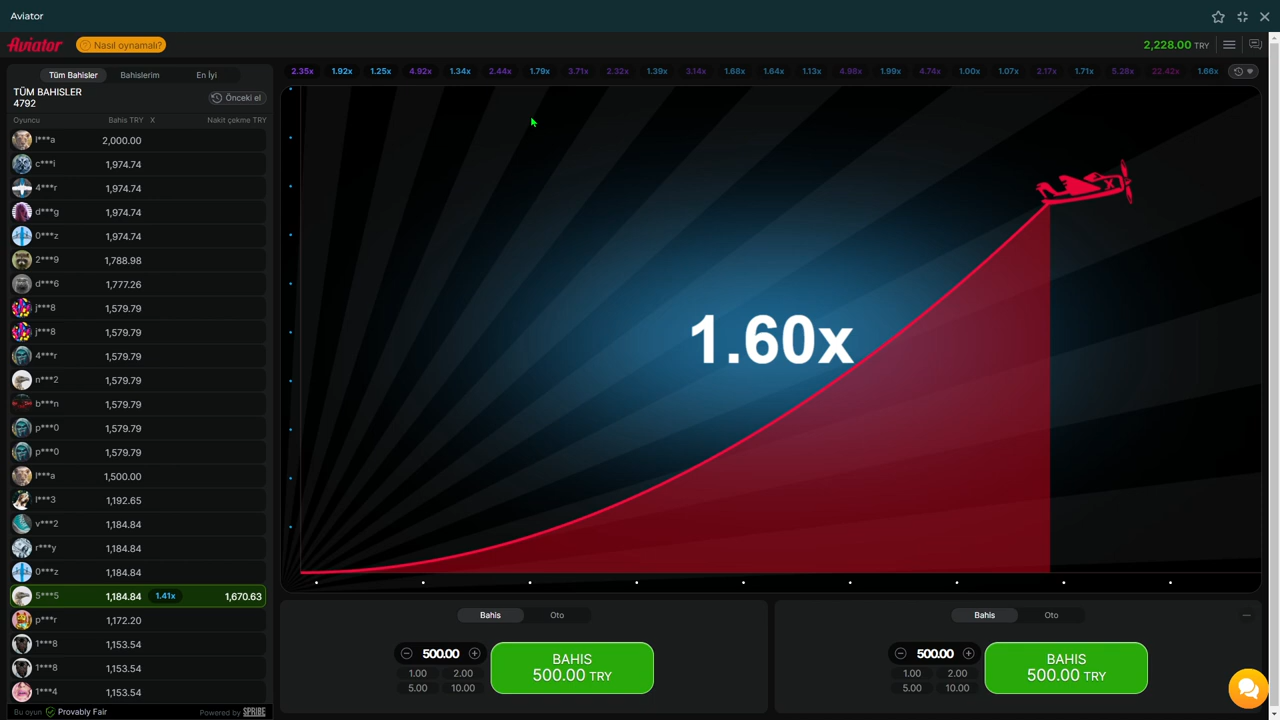 Aviator
Aviator
? Nasıl oynamalı?
2,228.00 TRY
Tüm Bahisler Bahislerim En İyi
2.35x 1.92x 1.25x 4.92x 1.34x 2.44x 1.79x 3.71x 2.32x 1.39x 3.14x 1.68x 1.64x 1.13x 4.98x 1.99x 4.74x 1.00x 1.07x 2.17x 1.71x 5.28x 22.42x 1.66x
TÜM BAHISLER
4792
Önceki el
Oyuncu Bahis TRY X Nakit çekme TRY
l***a 2,000.00
c***i 1,974.74
4***r 1,974.74
d***g 1,974.74
0***z 1,974.74
2***9 1,788.98
d***6 1,777.26
j***8 1,579.79
j***8 1,579.79
4***r 1,579.79
n***2 1,579.79
b***n 1,579.79
p***0 1,579.79
p***0 1,579.79
l***a 1,500.00
l***3 1,192.65
v***2 1,184.84
r***y 1,184.84
0***z 1,184.84
5***5 1,184.84 1.41x 1,670.63
p***r 1,172.20
1***8 1,153.54
1***8 1,153.54
1***4 1,153.54
Bu oyun Provably Fair Powered by SPRIBE
X
1.60x
Bahis Oto
500.00
1.00 2.00
5.00 10.00
BAHIS
500.00 TRY
Bahis Oto
500.00
1.00 2.00
5.00 10.00
BAHIS
500.00 TRY